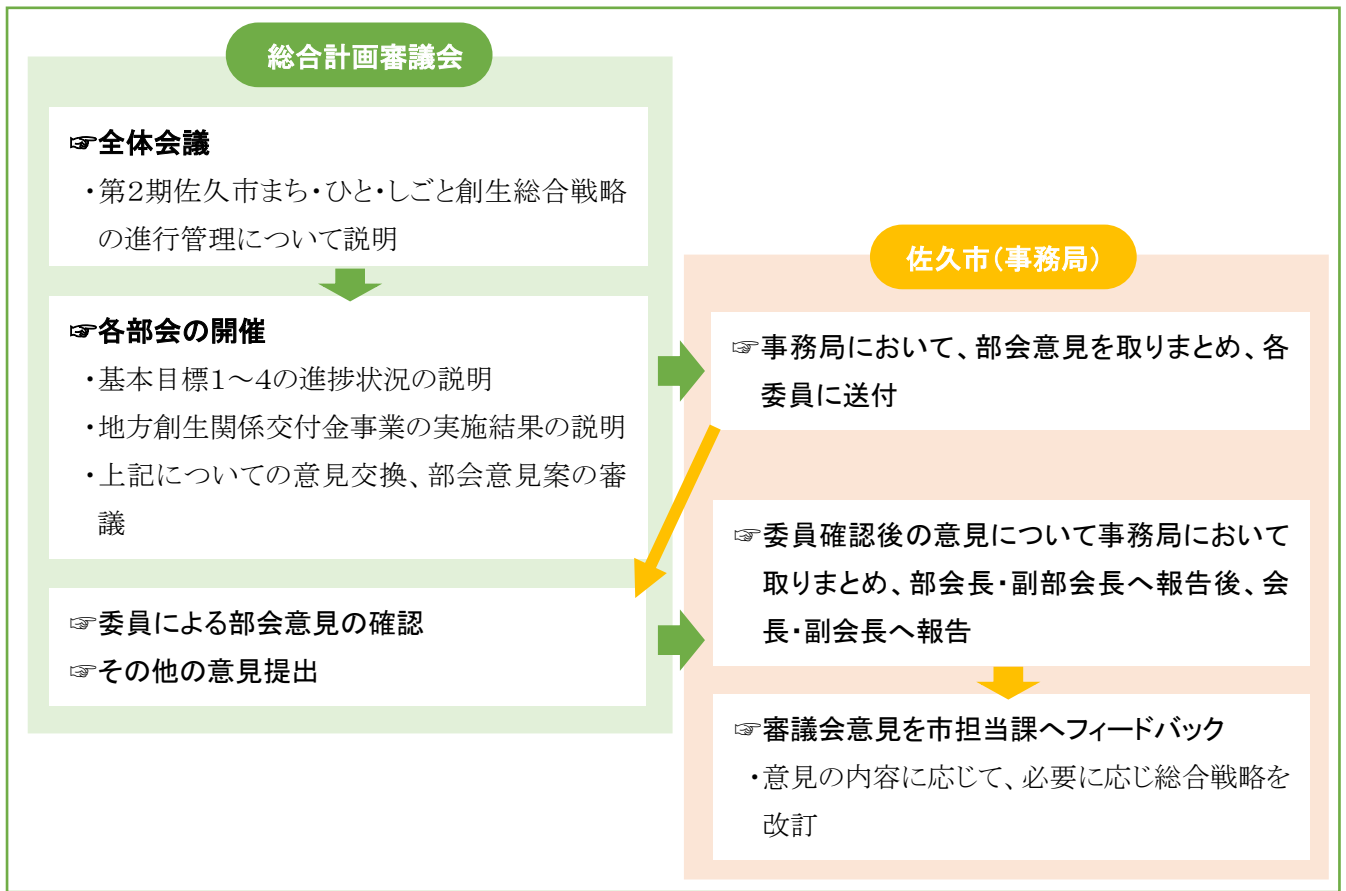 総合計画審議会
☞全体会議
・第2期佐久市まち・ひと・しごと創生総合戦略
の進行管理について説明
☞各部会の開催
・基本目標1～4の進捗状況の説明
・地方創生関係交付金事業の実施結果の説明
・上記についての意見交換、部会意見案の審
議
☞委員による部会意見の確認
☞その他の意見提出
佐久市（事務局）
☞事務局において、部会意見を取りまとめ、各
委員に送付
☞委員確認後の意見について事務局において
取りまとめ、部会長・副部会長へ報告後、会
長・副会長へ報告
☞審議会意見を市担当課へフィードバック
・意見の内容に応じて、必要に応じ総合戦略を
改訂